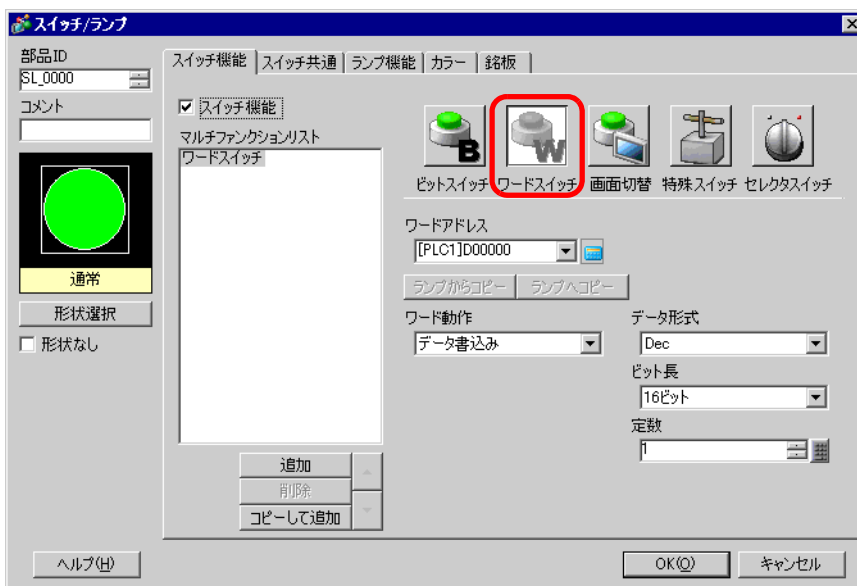 スイッチ/ランプ
部品ID
SL_0000
コメント
通常
形状選択
形状なし
スイッチ機能 スイッチ共通 ランプ機能 カラー 銘板
スイッチ機能
マルチファンクションリスト
ワードスイッチ
追加
削除
コピーして追加
B W
ビットスイッチ ワードスイッチ 画面切替 特殊スイッチ セレクタスイッチ
ワードアドレス
[PLC1]D00000
ランプからコピー ランプへコピー
ワード動作
データ書込み
データ形式
Dec
ビット長
16ビット
定数
1
ヘルプ(H)
OK(O) キャンセル